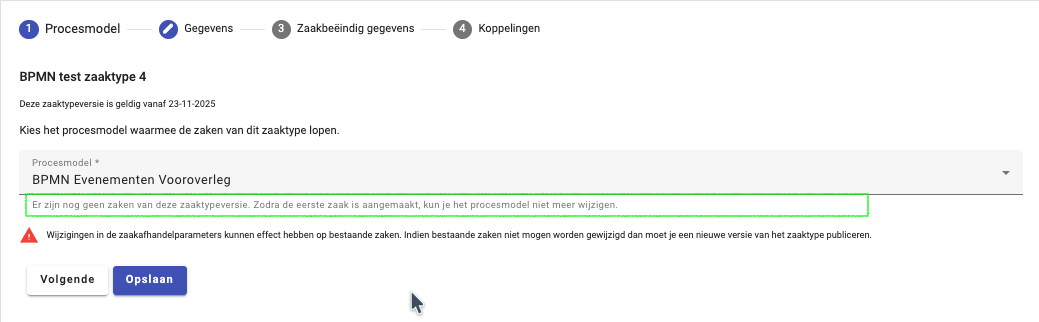 1 Procesmodel Gegevens 3 Zaakbeëindig gegevens 4 Koppelingen
BPMN test zaaktype 4
Deze zaaktypeversie is geldig vanaf 23-11-2025
Kies het procesmodel waarmee de zaken van dit zaaktype lopen.
Procesmodel *
BPMN Evenementen Vooroverleg
Er zijn nog geen zaken van deze zaaktypeversie. Zodra de eerste zaak is aangemaakt, kun je het procesmodel niet meer wijzigen.
Wijzigingen in de zaakafhandelparameters kunnen effect hebben op bestaande zaken. Indien bestaande zaken niet mogen worden gewijzigd dan moet je een nieuwe versie van het zaaktype publiceren.
Volgende Opslaan